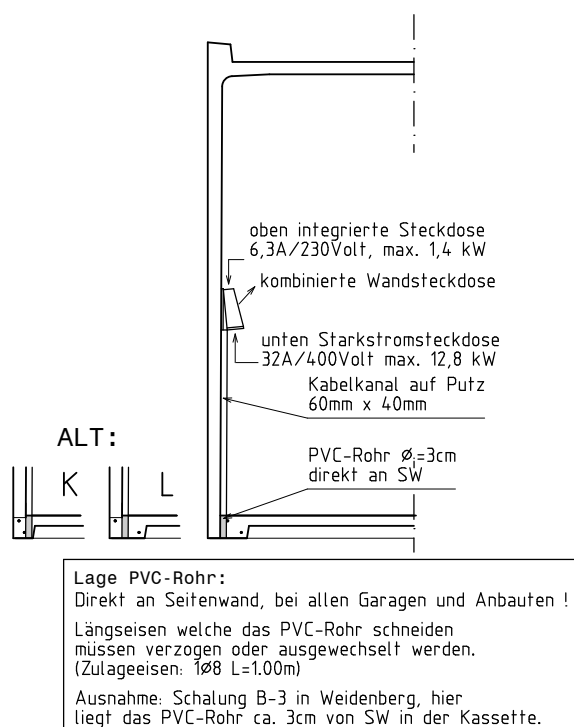 oben integrierte Steckdose
6,3A/230Volt, max. 1,4 kW
kombinierte Wandsteckdose
unten Starkstromsteckdose
32A/400Volt max. 12,8 kW
Kabelkanal auf Putz
60mm x 40mm
ALT:
K L
PVC-Rohr Ø =3cm
direkt an SW
Lage PVC-Rohr:
Direkt an Seitenwand, bei allen Garagen und Anbauten !
Längseisen welche das PVC-Rohr schneiden
müssen verzogen oder ausgewechselt werden.
(Zulageeisen: 1ø8 L=1.00m)
Ausnahme: Schalung B-3 in Weidenberg, hier
liegt das PVC-Rohr ca. 3cm von SW in der Kassette.